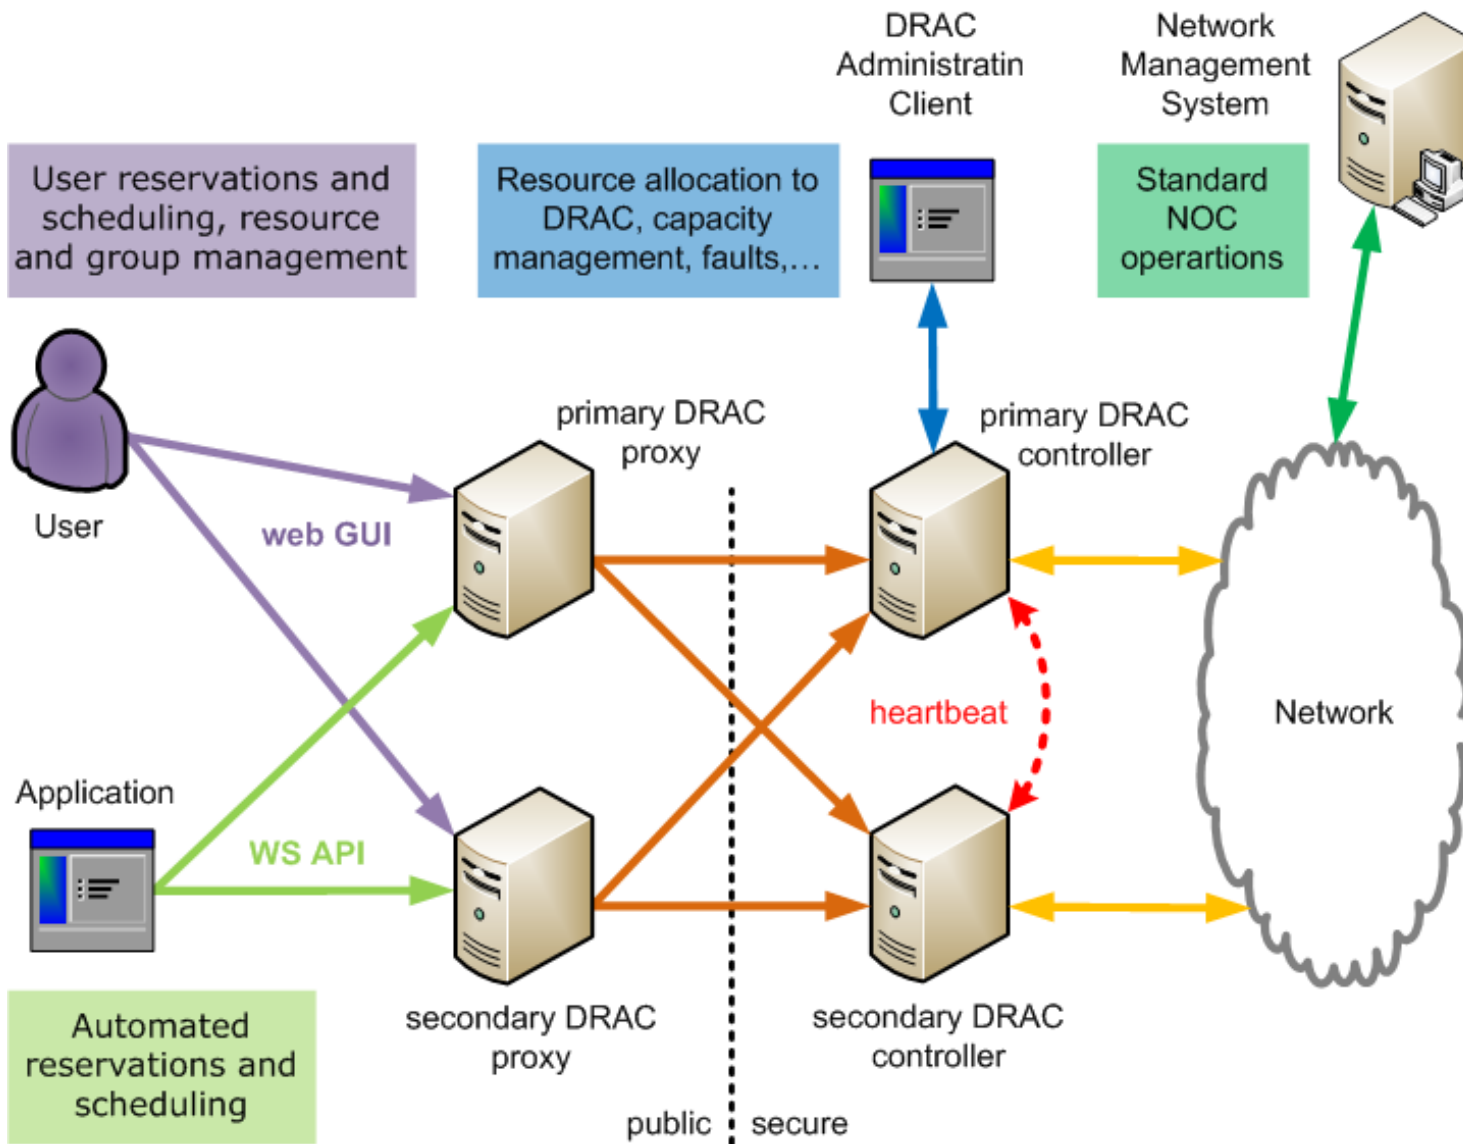 DRAC
Administratin
Client
Network
Management
System
User reservations and
scheduling, resource
and group management
Resource allocation to
DRAC, capacity
management, faults,...
Standard
NOC
operartions
primary DRAC
proxy
primary DRAC
controller
User
web GUI
heartbeat
Network
Application
WS API
secondary DRAC
proxy
secondary DRAC
controller
Automated
reservations and
scheduling
public
secure